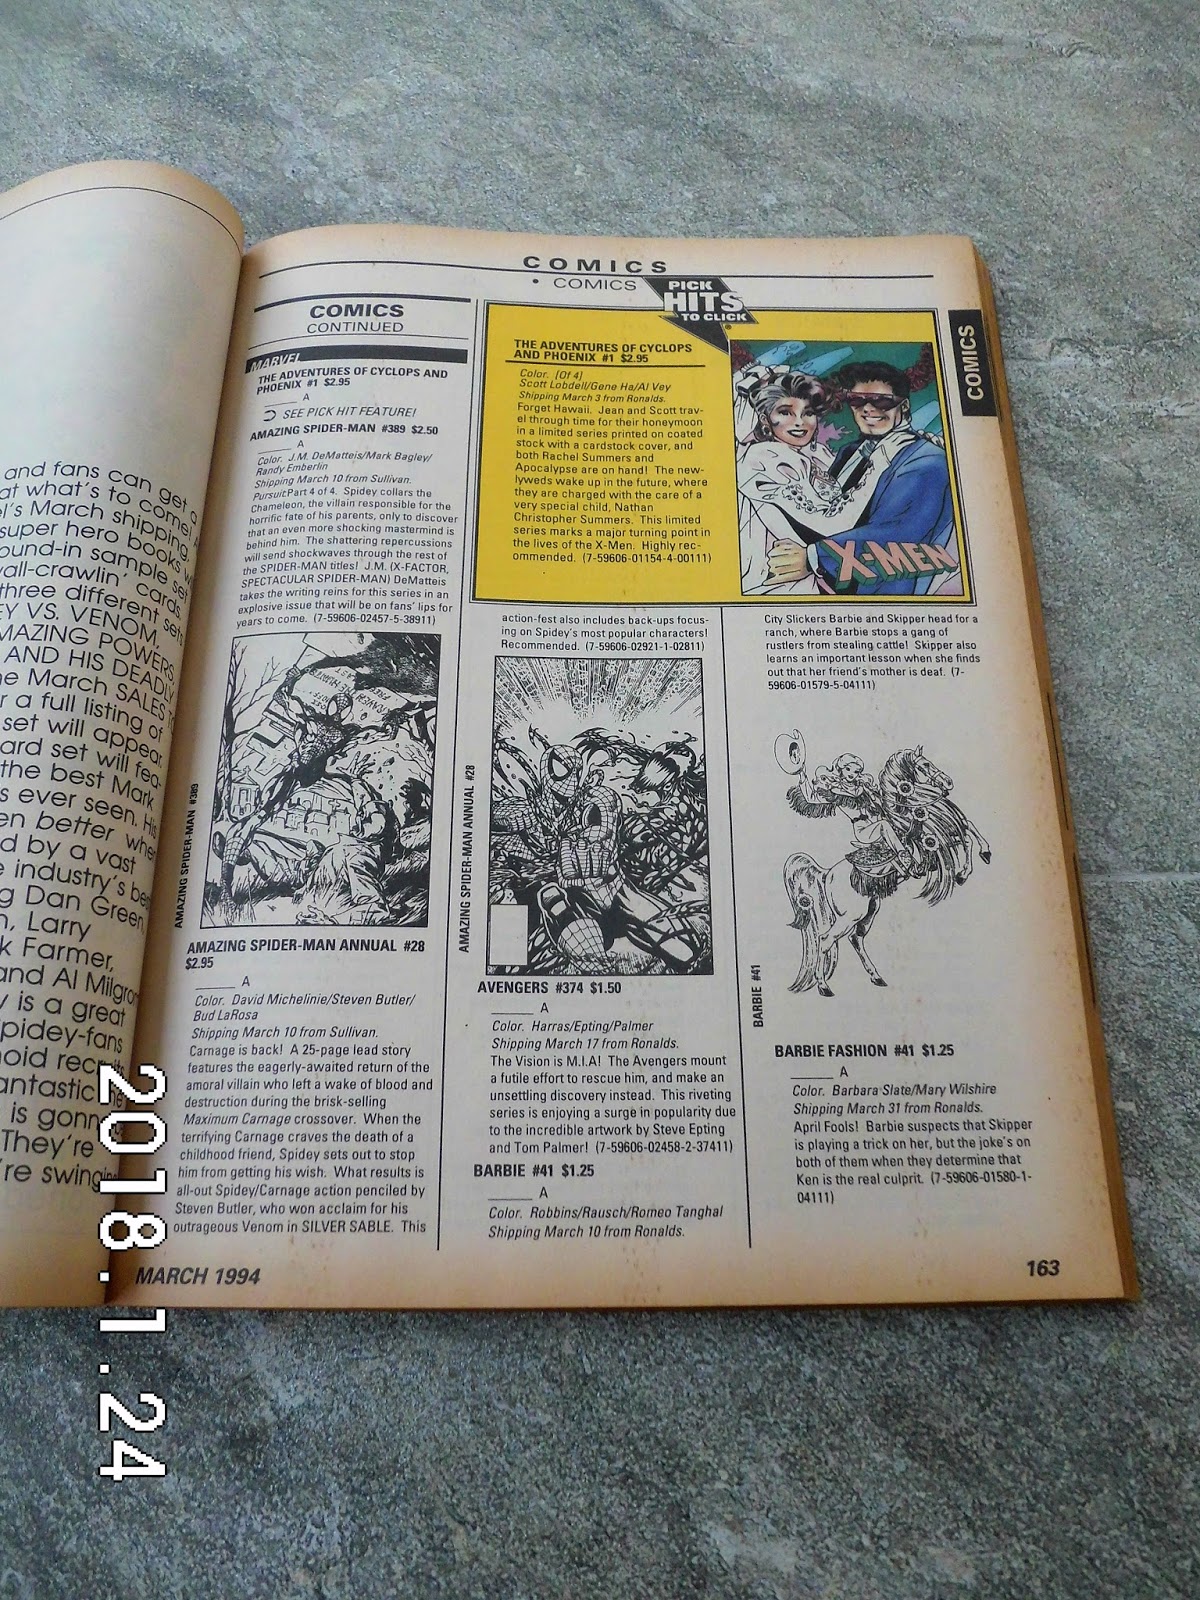 and fans can get a
at what's to come!
el's March shipping,
super hero books w
ound-in sample set
wall-crawlin' cards.
three different sets
EY VS. VENOM,
MAZING POWERS
AND HIS DEADLY
e March SALES T
r a full listing of
set will appear
ard set will fea-
the best Mark
s ever seen. His
en better when
d by a vast
e industry's best
g Dan Green,
n, Larry
k Farmer,
and Al Milgrom
y is a great
pidey-fans
noid recruits
antastic
is gonna
They're
're swinging
COMICS
• COMICS
COMICS
CONTINUED
MARVEL
THE ADVENTURES OF CYCLOPS AND
PHOENIX #1 $2.95
A
SEE PICK HIT FEATURE!
AMAZING SPIDER-MAN #389 $2.50
A
Color. J.M. DeMatteis/Mark Bagley/
Randy Emberlin
Shipping March 10 from Sullivan.
Pursuit Part 4 of 4. Spidey collars the
Chameleon, the villain responsible for the
horrific fate of his parents, only to discover
that an even more shocking mastermind is
behind him. The shattering repercussions
will send shockwaves through the rest of
the SPIDER-MAN titles! J.M. (X-FACTOR,
SPECTACULAR SPIDER-MAN) DeMatteis
takes the writing reins for this series in an
explosive issue that will be on fans' lips for
years to come. (7-59606-02457-5-38911)
AMAZING SPIDER-MAN #389
AMAZING SPIDER-MAN ANNUAL #28
$2.95
A
Color. David Michelinie/Steven Butler/
Bud LaRosa
Shipping March 10 from Sullivan.
Carnage is back! A 25-page lead story
features the eagerly-awaited return of the
amoral villain who left a wake of blood and
destruction during the brisk-selling
Maximum Carnage crossover. When the
terrifying Carnage craves the death of a
childhood friend, Spidey sets out to stop
him from getting his wish. What results is
all-out Spidey/Carnage action penciled by
Steven Butler, who won acclaim for his
outrageous Venom in SILVER SABLE. This
PICK
HITS
TO CLICK
THE ADVENTURES OF CYCLOPS
AND PHOENIX #1 $2.95
Color. [Of 4]
Scott Lobdell/Gene Ha/Al Vey
Shipping March 3 from Ronalds.
Forget Hawaii. Jean and Scott trav-
el through time for their honeymoon
in a limited series printed on coated
stock with a cardstock cover, and
both Rachel Summers and
Apocalypse are on hand! The new-
lyweds wake up in the future, where
they are charged with the care of a
very special child, Nathan
Christopher Summers. This limited
series marks a major turning point in
the lives of the X-Men. Highly rec-
ommended. (7-59606-01154-4-00111)
X-MEN
action-fest also includes back-ups focus-
ing on Spidey's most popular characters!
Recommended. (7-59606-02921-1-02811)
AMAZING SPIDER-MAN ANNUAL #28
AVENGERS #374 $1.50
A
Color. Harras/Epting/Palmer
Shipping March 17 from Ronalds.
The Vision is M.I.A! The Avengers mount
a futile effort to rescue him, and make an
unsettling discovery instead. This riveting
series is enjoying a surge in popularity due
to the incredible artwork by Steve Epting
and Tom Palmer! (7-59606-02458-2-37411)
BARBIE #41 $1.25
A
Color. Robbins/Rausch/Romeo Tanghal
Shipping March 10 from Ronalds.
City Slickers Barbie and Skipper head for a
ranch, where Barbie stops a gang of
rustlers from stealing cattle! Skipper also
learns an important lesson when she finds
out that her friend's mother is deaf. (7-
59606-01579-5-04111)
BARBIE #41
BARBIE FASHION #41 $1.25
A
Color. Barbara Slate/Mary Wilshire
Shipping March 31 from Ronalds.
April Fools! Barbie suspects that Skipper
is playing a trick on her, but the joke's on
both of them when they determine that
Ken is the real culprit. (7-59606-01580-1-
04111)
COMICS
MARCH 1994
163
2018.1.24